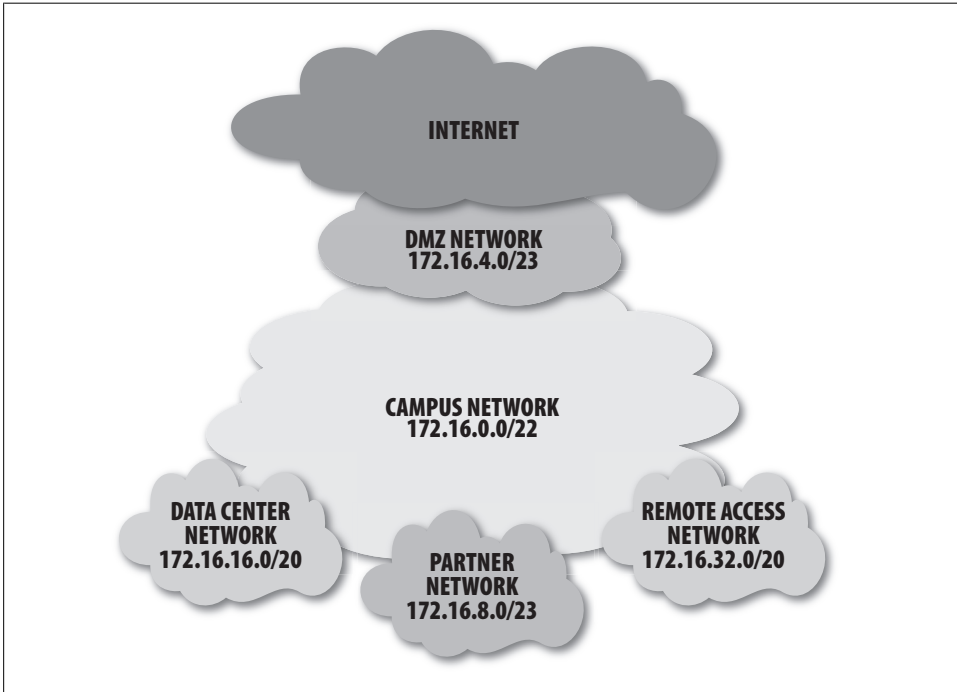 INTERNET
DMZ NETWORK
172.16.4.0/23
CAMPUS NETWORK
172.16.0.0/22
DATA CENTER
NETWORK
172.16.16.0/20
PARTNER
NETWORK
172.16.8.0/23
REMOTE ACCESS
NETWORK
172.16.32.0/20